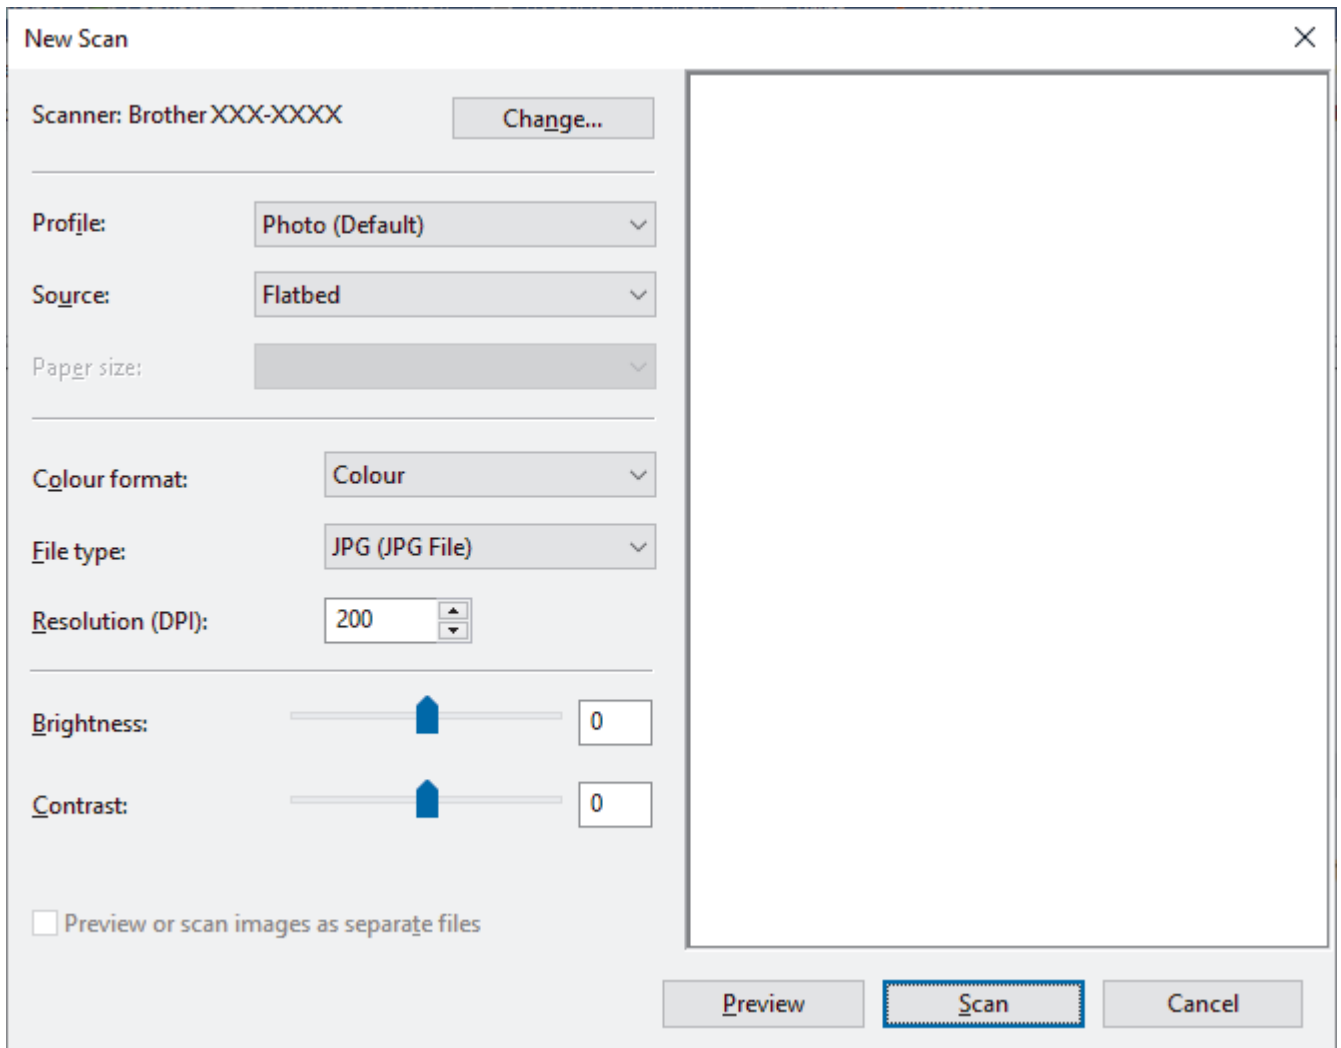 New Scan
Scanner: Brother XXX-XXXX
Change...
Profile: Photo (Default)
Source: Flatbed
Paper size:
Colour format: Colour
File type: JPG (JPG File)
Resolution (DPI): 200
Brightness: 0
Contrast: 0
Preview or scan images as separate files
Preview Scan Cancel